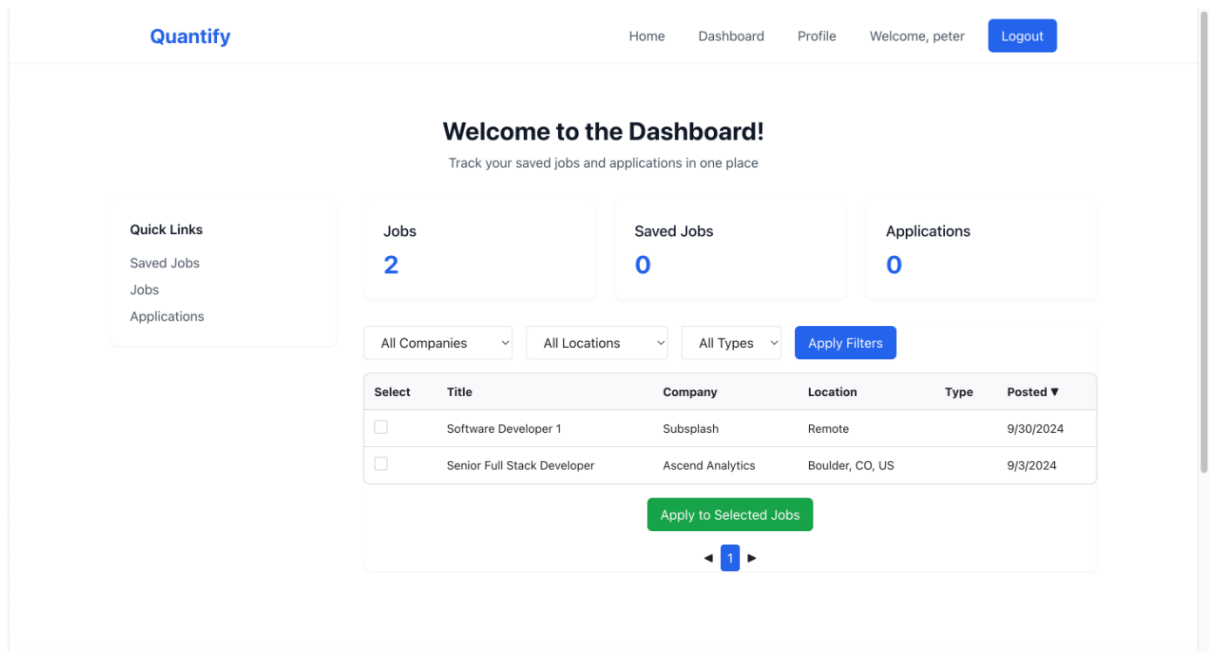 Quantify
Home Dashboard Profile Welcome, peter Logout
Welcome to the Dashboard!
Track your saved jobs and applications in one place
Quick Links
Saved Jobs
Jobs
Applications
Jobs
2
Saved Jobs
0
Applications
0
All Companies All Locations All Types Apply Filters
Select Title Company Location Type Posted ▼
Software Developer 1 Subsplash Remote 9/30/2024
Senior Full Stack Developer Ascend Analytics Boulder, CO, US 9/3/2024
Apply to Selected Jobs
◄ 1 ►